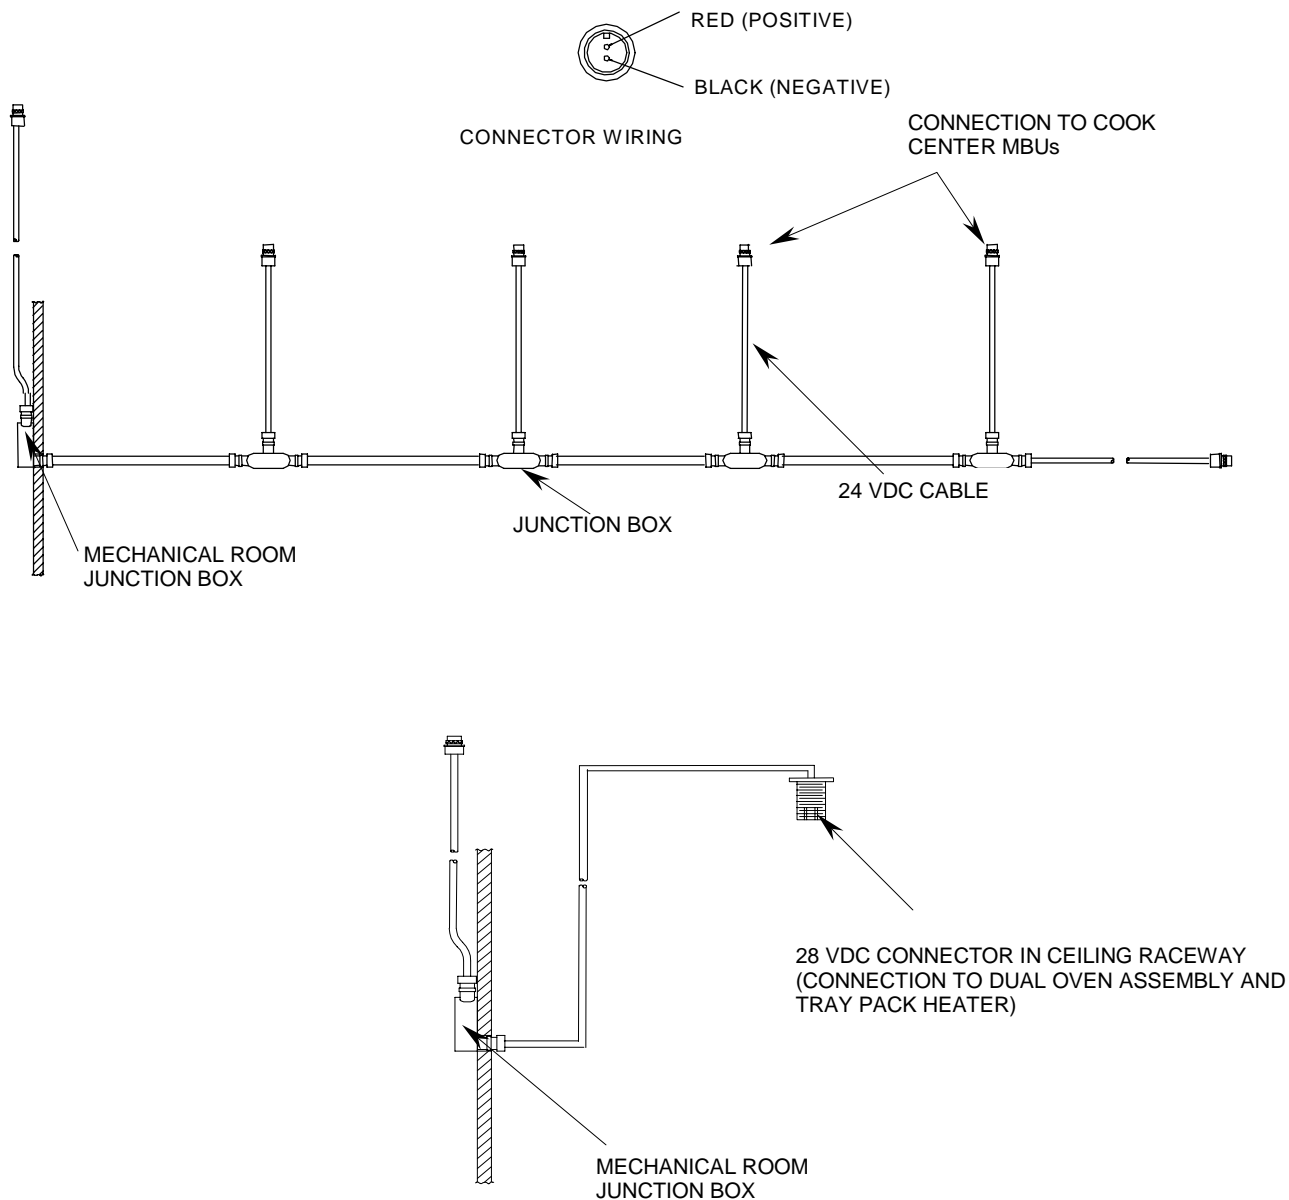 RED (POSITIVE)
BLACK (NEGATIVE)
CONNECTOR WIRING
CONNECTION TO COOK
CENTER MBUs
24 VDC CABLE
JUNCTION BOX
MECHANICAL ROOM
JUNCTION BOX
28 VDC CONNECTOR IN CEILING RACEWAY
(CONNECTION TO DUAL OVEN ASSEMBLY AND
TRAY PACK HEATER)
MECHANICAL ROOM
JUNCTION BOX